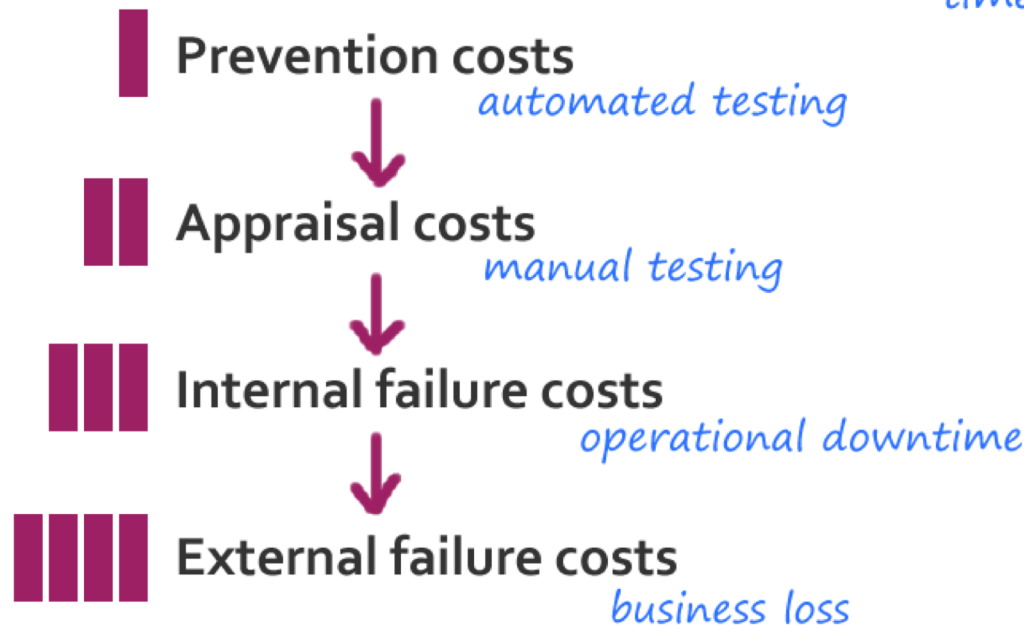 Prevention costs
automated testing
Appraisal costs
manual testing
Internal failure costs
operational downtime
External failure costs
business loss